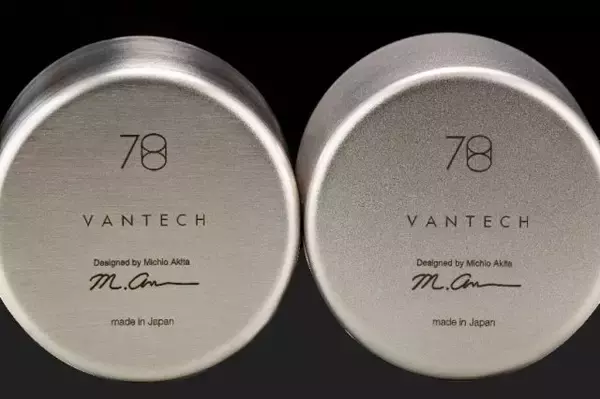 78
VANTECH
Designed by Michio Akita
M.A
made in Japan
78
VANTECH
Designed by Michio Akita
M.A
made in Japan